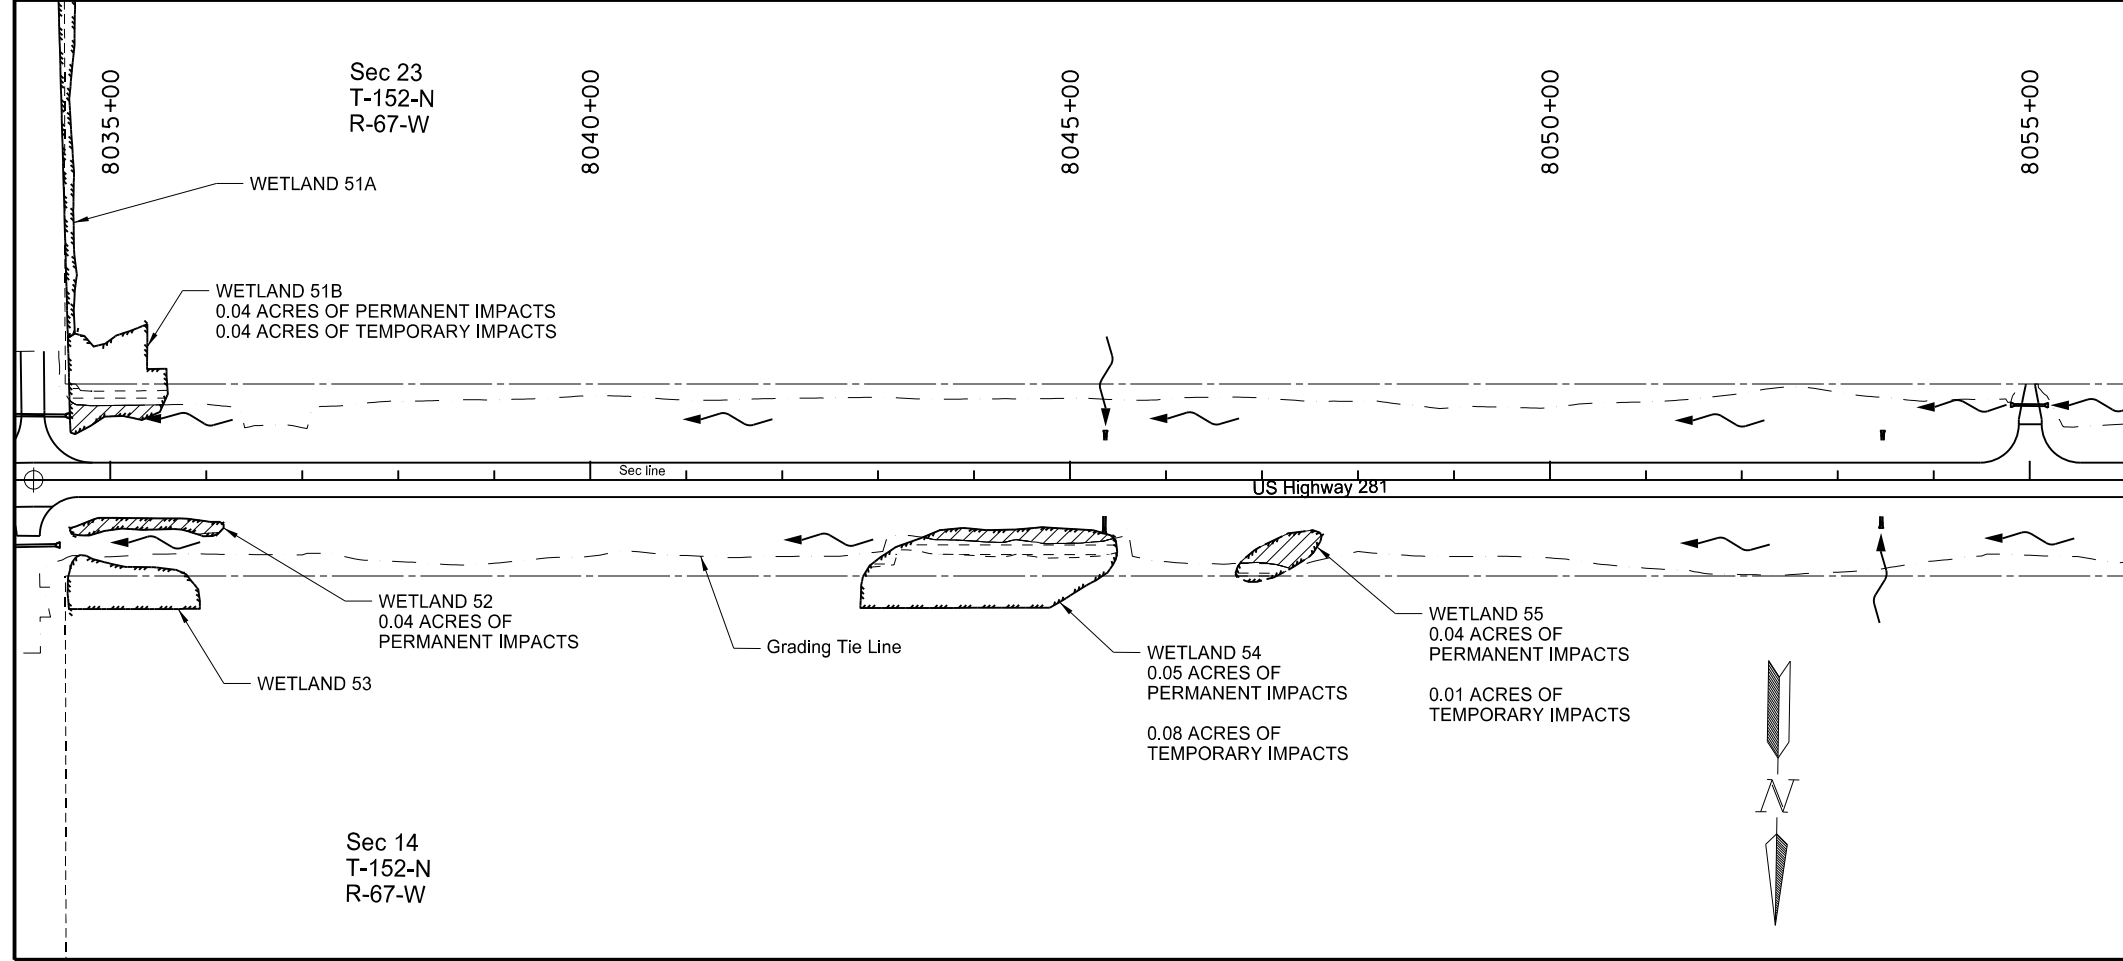 Sec 23
T-152-N
R-67-W
8035+00
8040+00
8045+00
8050+00
8055+00
WETLAND 51A
WETLAND 51B
0.04 ACRES OF PERMANENT IMPACTS
0.04 ACRES OF TEMPORARY IMPACTS
Sec line
US Highway 281
WETLAND 52
0.04 ACRES OF
PERMANENT IMPACTS
WETLAND 53
Grading Tie Line
WETLAND 54
0.05 ACRES OF
PERMANENT IMPACTS
0.08 ACRES OF
TEMPORARY IMPACTS
WETLAND 55
0.04 ACRES OF
PERMANENT IMPACTS
0.01 ACRES OF
TEMPORARY IMPACTS
N
Sec 14
T-152-N
R-67-W